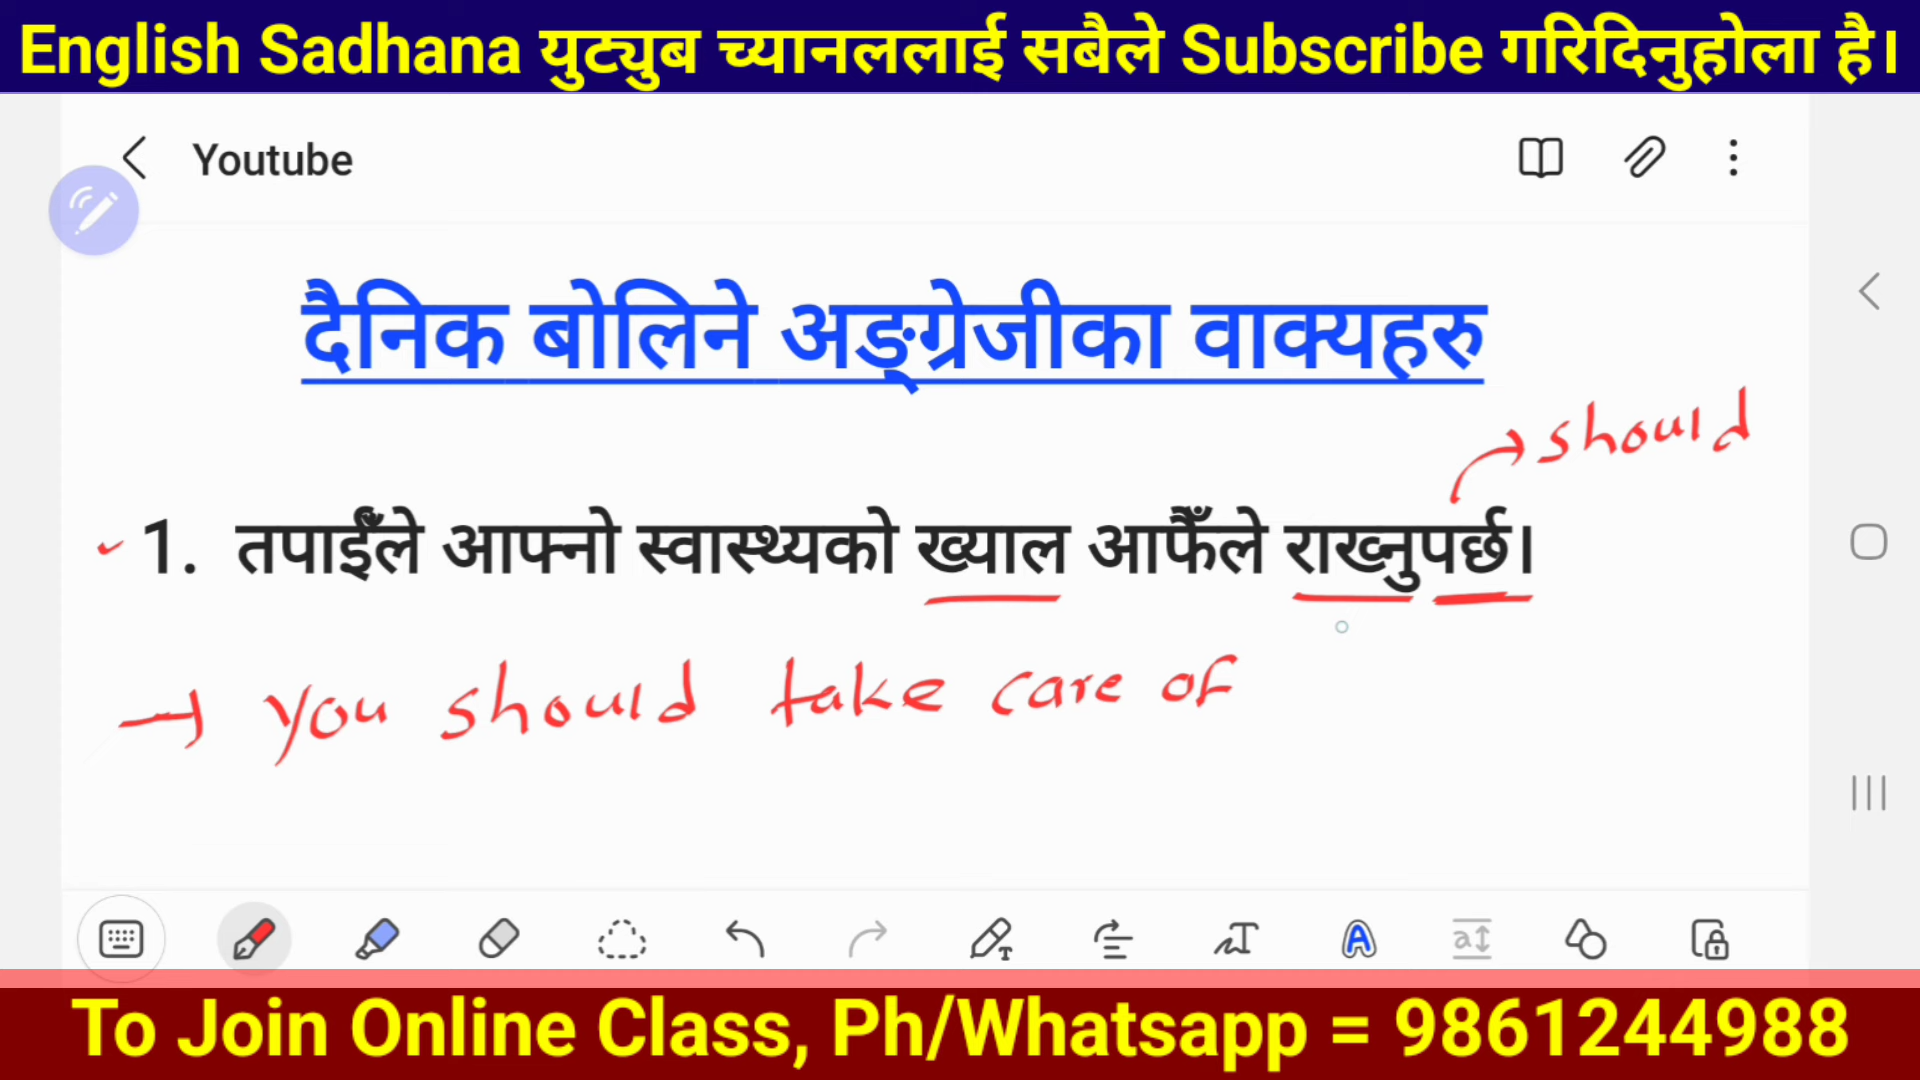 English Sadhana युट्युब च्यानललाई सबैले Subscribe गरिदिनुहोला है।
Youtube
दैनिक बोलिने अङ्ग्रेजीका वाक्यहरु
should
1. तपाईँले आफ्नो स्वास्थ्यको ख्याल आफैँले राख्नुपर्छ।
You should take care of
To Join Online Class, Ph/Whatsapp = 9861244988